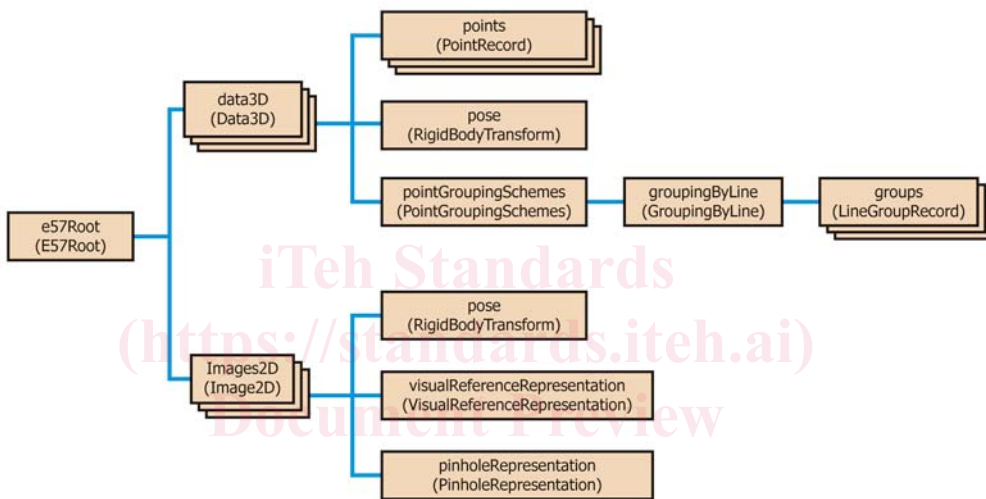 points
(PointRecord)
data3D
(Data3D)
pose
(RigidBodyTransform)
pointGroupingSchemes
(PointGroupingSchemes)
groupingByLine
(GroupingByLine)
groups
(LineGroupRecord)
e57Root
(E57Root)
iTeh Standards
(https://standards.iteh.ai)
Document Preview
pose
(RigidBodyTransform)
Images2D
(Image2D)
visualReferenceRepresentation
(VisualReferenceRepresentation)
pinholeRepresentation
(PinholeRepresentation)